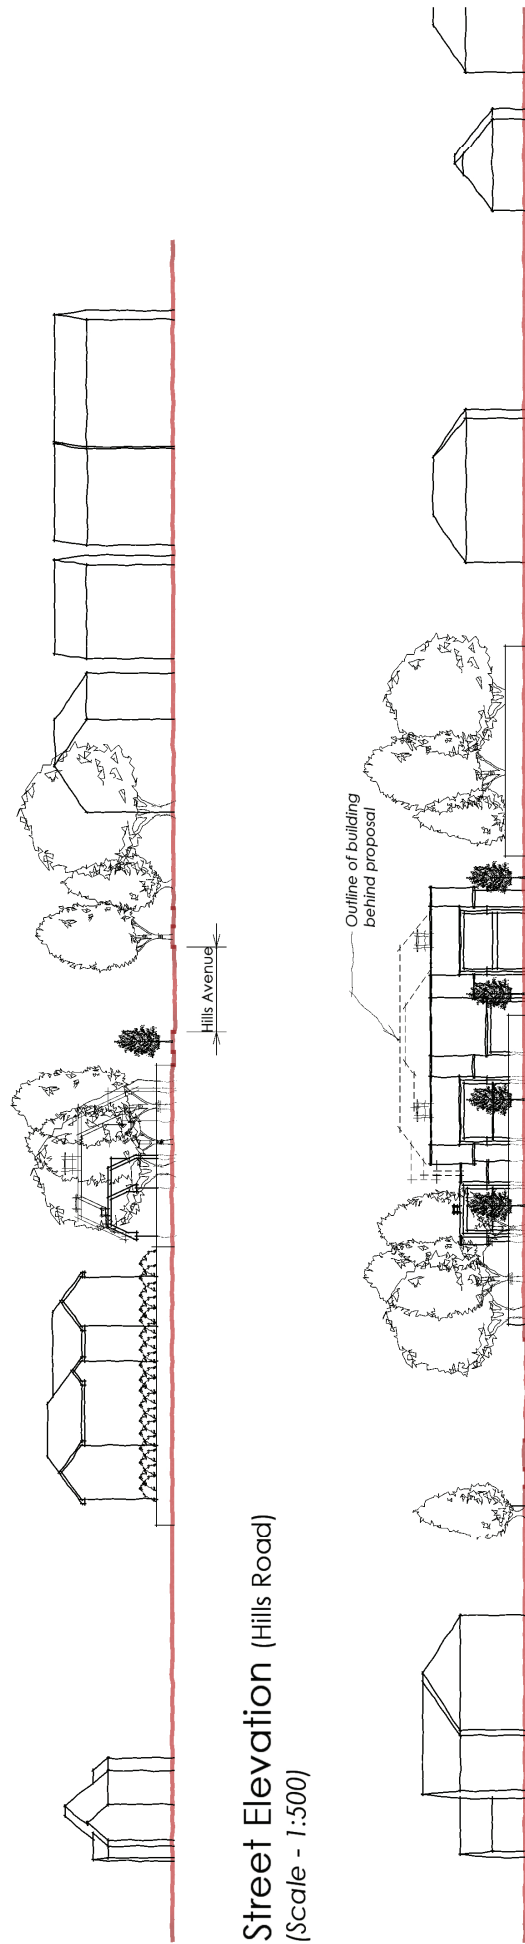 Hills Avenue
Street Elevation (Hills Road)
(Scale - 1:500)
Outline of building
behind proposal